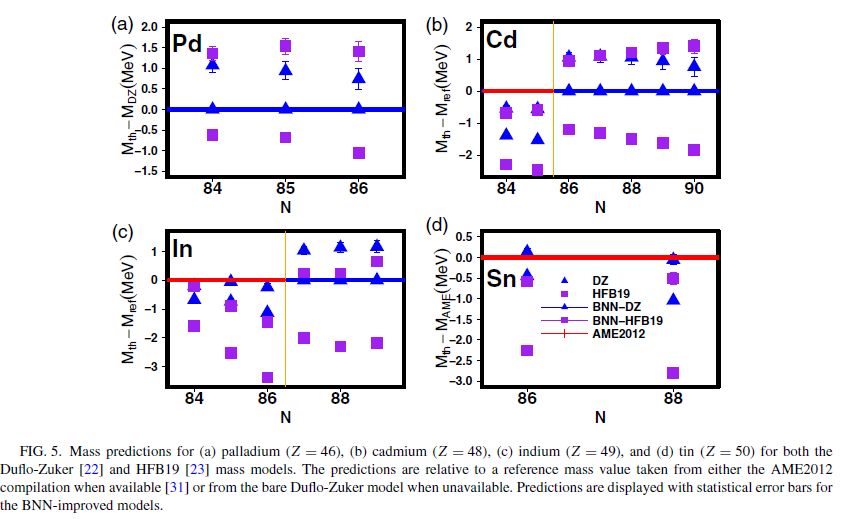 (a)
Pd
M_th−M_DZ(MeV)
2.0
1.5
1.0
0.5
0.0
−0.5
−1.0
−1.5
84 85 86
N
(b)
Cd
M_th−M_ref(MeV)
2
1
0
−1
−2
84 86 88 90
N
(c)
In
M_th−M_ref(MeV)
1
0
−1
−2
−3
84 86 88
N
(d)
Sn
M_th−M_AME(MeV)
0.5
0.0
−0.5
−1.0
−1.5
−2.0
−2.5
−3.0
DZ
HFB19
BNN−DZ
BNN−HFB19
AME2012
86 88
N
FIG. 5. Mass predictions for (a) palladium (Z = 46), (b) cadmium (Z = 48), (c) indium (Z = 49), and (d) tin (Z = 50) for both the
Duflo-Zuker [22] and HFB19 [23] mass models. The predictions are relative to a reference mass value taken from either the AME2012
compilation when available [31] or from the bare Duflo-Zuker model when unavailable. Predictions are displayed with statistical error bars for
the BNN-improved models.